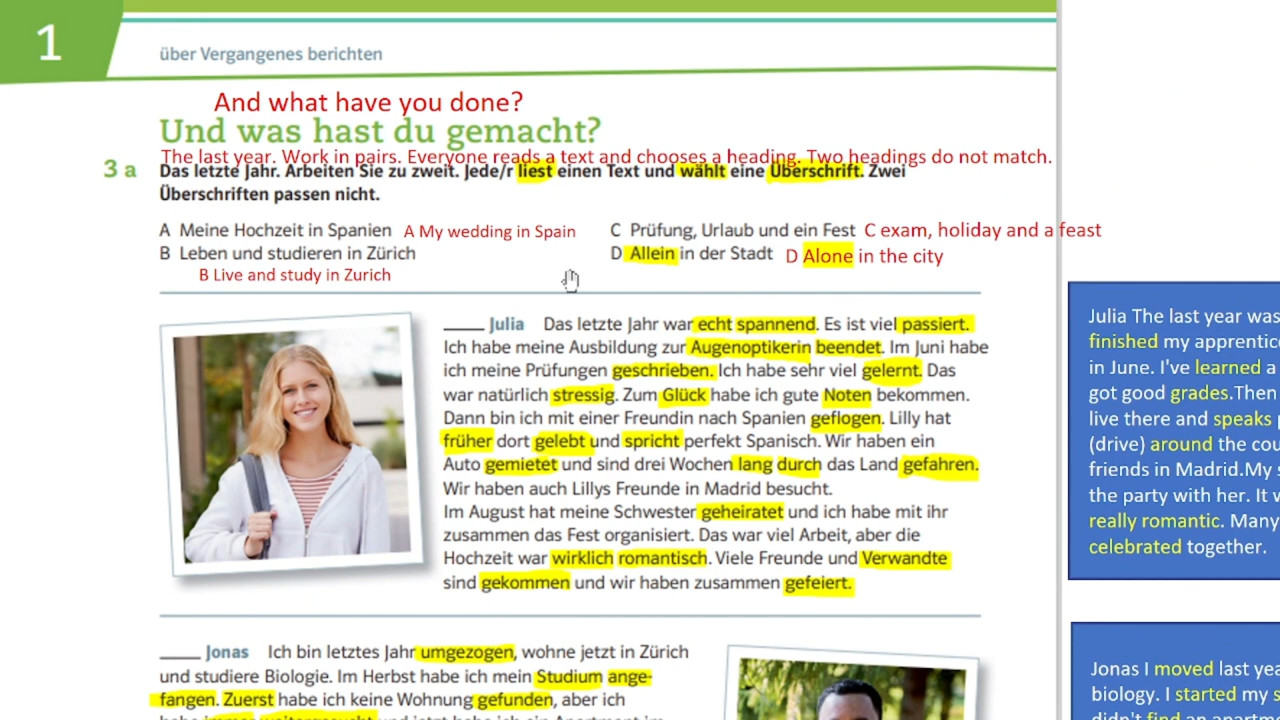 1
über Vergangenes berichten
And what have you done?
Und was hast du gemacht?
The last year. Work in pairs. Everyone reads a text and chooses a heading. Two headings do not match.
3 a Das letzte Jahr. Arbeiten Sie zu zweit. Jede/r liest einen Text und wählt eine Überschrift. Zwei
Überschriften passen nicht.
A Meine Hochzeit in Spanien A My wedding in Spain
B Leben und studieren in Zürich
B Live and study in Zurich
C Prüfung, Urlaub und ein Fest C exam, holiday and a feast
D Allein in der Stadt D Alone in the city
____ Julia Das letzte Jahr war echt spannend. Es ist viel passiert.
Ich habe meine Ausbildung zur Augenoptikerin beendet. Im Juni habe
ich meine Prüfungen geschrieben. Ich habe sehr viel gelernt. Das
war natürlich stressig. Zum Glück habe ich gute Noten bekommen.
Dann bin ich mit einer Freundin nach Spanien geflogen. Lilly hat
früher dort gelebt und spricht perfekt Spanisch. Wir haben ein
Auto gemietet und sind drei Wochen lang durch das Land gefahren.
Wir haben auch Lillys Freunde in Madrid besucht.
Im August hat meine Schwester geheiratet und ich habe mit ihr
zusammen das Fest organisiert. Das war viel Arbeit, aber die
Hochzeit war wirklich romantisch. Viele Freunde und Verwandte
sind gekommen und wir haben zusammen gefeiert.
____ Jonas Ich bin letztes Jahr umgezogen, wohne jetzt in Zürich
und studiere Biologie. Im Herbst habe ich mein Studium ange-
fangen. Zuerst habe ich keine Wohnung gefunden, aber ich
Julia The last year was
finished my apprentic
in June. I've learned a
got good grades.Then
live there and speaks
(drive) around the cou
friends in Madrid.My s
the party with her. It w
really romantic. Many
celebrated together.
Jonas I moved last yea
biology. I started my s